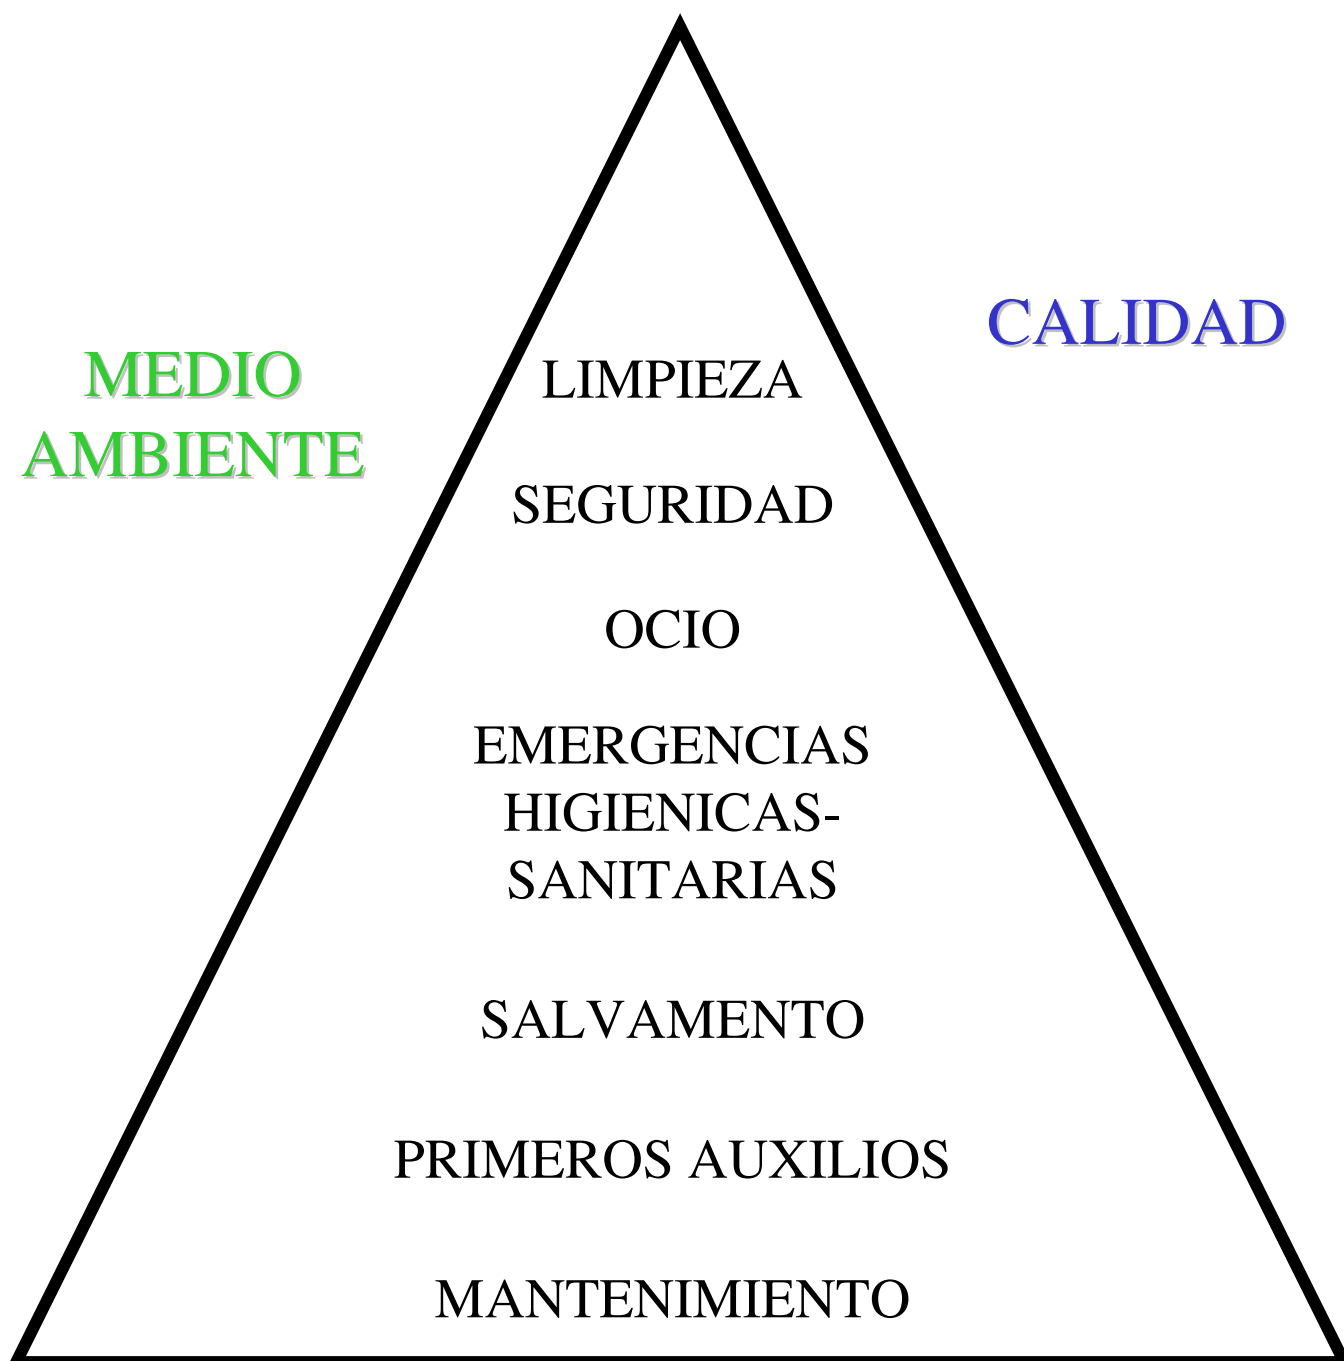 CALIDAD
MEDIO
AMBIENTE
LIMPIEZA
SEGURIDAD
OCIO
EMERGENCIAS
HIGIENICAS-
SANITARIAS
SALVAMENTO
PRIMEROS AUXILIOS
MANTENIMIENTO